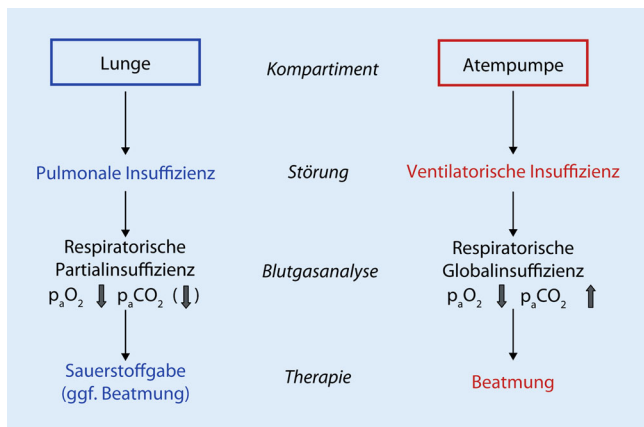 Lunge Kompartiment Atempumpe
Pulmonale Insuffizienz Störung Ventilatorische Insuffizienz
Respiratorische Respiratorische
Partialinsuffizienz Blutgasanalyse Globalinsuffizienz
pₐO₂ ⬇ pₐCO₂ (⬇) pₐO₂ ⬇ pₐCO₂ ⬆
Sauerstoffgabe Therapie Beatmung
(ggf. Beatmung)